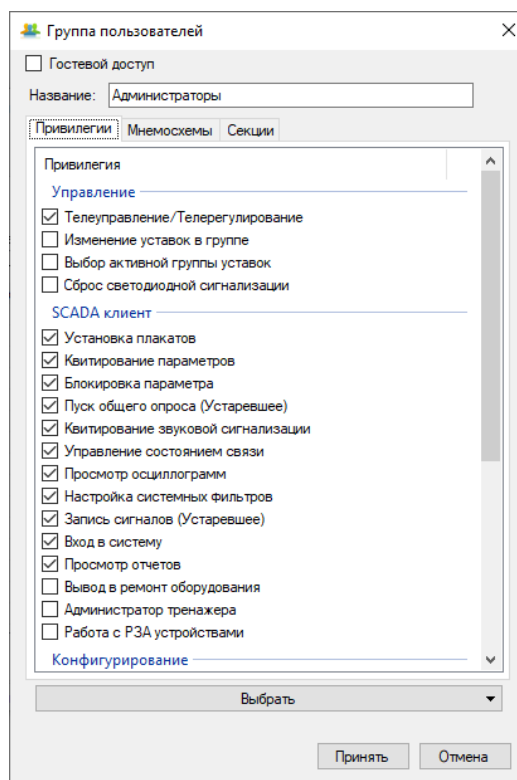 Группа пользователей
Гостевой доступ
Название: Администраторы
Привилегии Мнемосхемы Секции
Привилегия
Управление
Телеуправление/Телерегулирование
Изменение уставок в группе
Выбор активной группы уставок
Сброс светодиодной сигнализации
SCADA клиент
Установка плакатов
Квитирование параметров
Блокировка параметра
Пуск общего опроса (Устаревшее)
Квитирование звуковой сигнализации
Управление состоянием связи
Просмотр осциллограмм
Настройка системных фильтров
Запись сигналов (Устаревшее)
Вход в систему
Просмотр отчетов
Вывод в ремонт оборудования
Администратор тренажера
Работа с РЗА устройствами
Конфигурирование
Выбрать
Принять Отмена